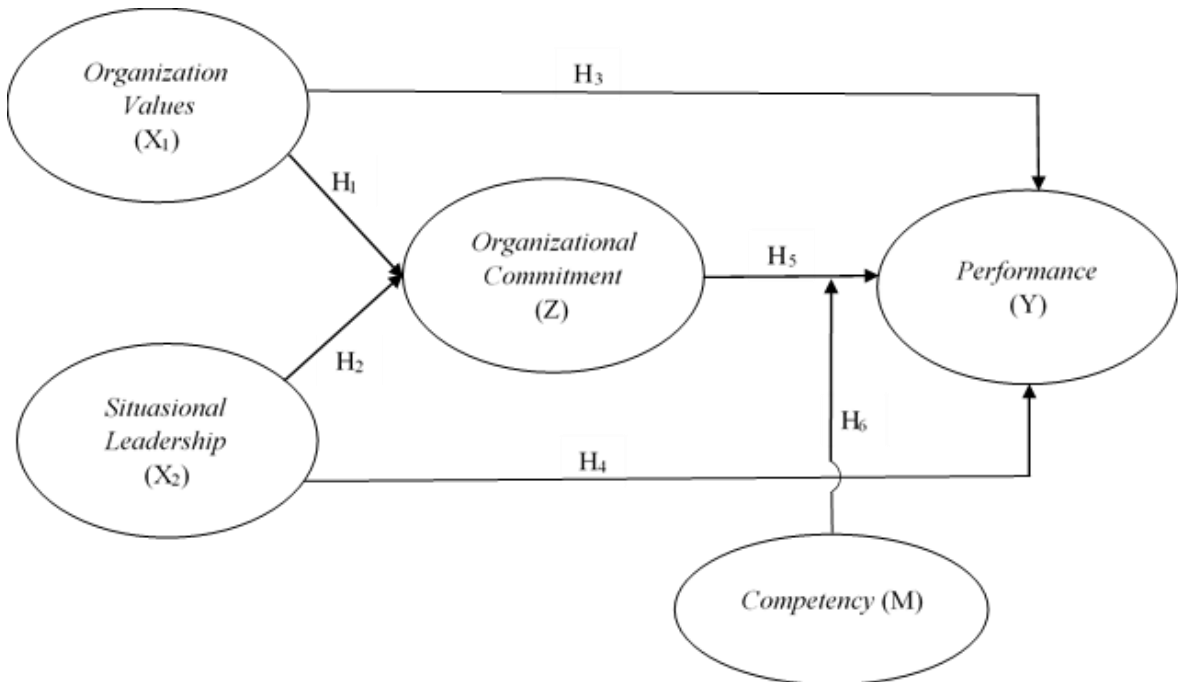 Organization
Values
(X₁)
H₃
H₁
Organizational
Commitment
(Z)
H₅
Performance
(Y)
H₂
Situasional
Leadership
(X₂)
H₆
H₄
Competency (M)